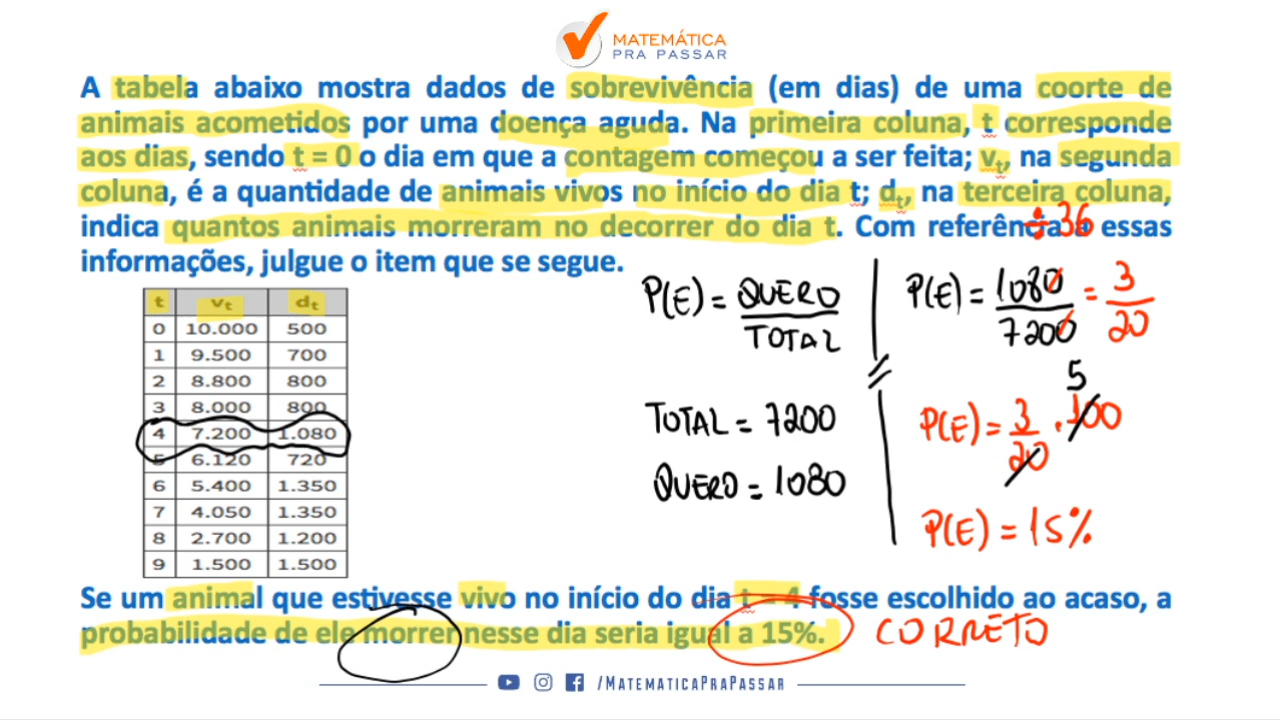 MATEMÁTICA
PRA PASSAR
A tabela abaixo mostra dados de sobrevivência (em dias) de uma coorte de
animais acometidos por uma doença aguda. Na primeira coluna, t corresponde
aos dias, sendo t = 0 o dia em que a contagem começou a ser feita; vt, na segunda
coluna, é a quantidade de animais vivos no início do dia t; dt, na terceira coluna,
indica quantos animais morreram no decorrer do dia t. Com referência a essas
informações, julgue o item que se segue.
t vt dt
0 10.000 500
1 9.500 700
2 8.800 800
3 8.000 800
4 7.200 1.080
5 6.120 720
6 5.400 1.350
7 4.050 1.350
8 2.700 1.200
9 1.500 1.500
P(E) = QUERO
TOTAL
TOTAL = 7200
QUERO = 1080
÷ 36
P(E) = 1080/7200 = 3/20
5
P(E) = 3/20 . 100
P(E) = 15%
Se um animal que estivesse vivo no início do dia t = 4 fosse escolhido ao acaso, a
probabilidade de ele morrer nesse dia seria igual a 15%. CORRETO
/MATEMATICAPRAPASSAR